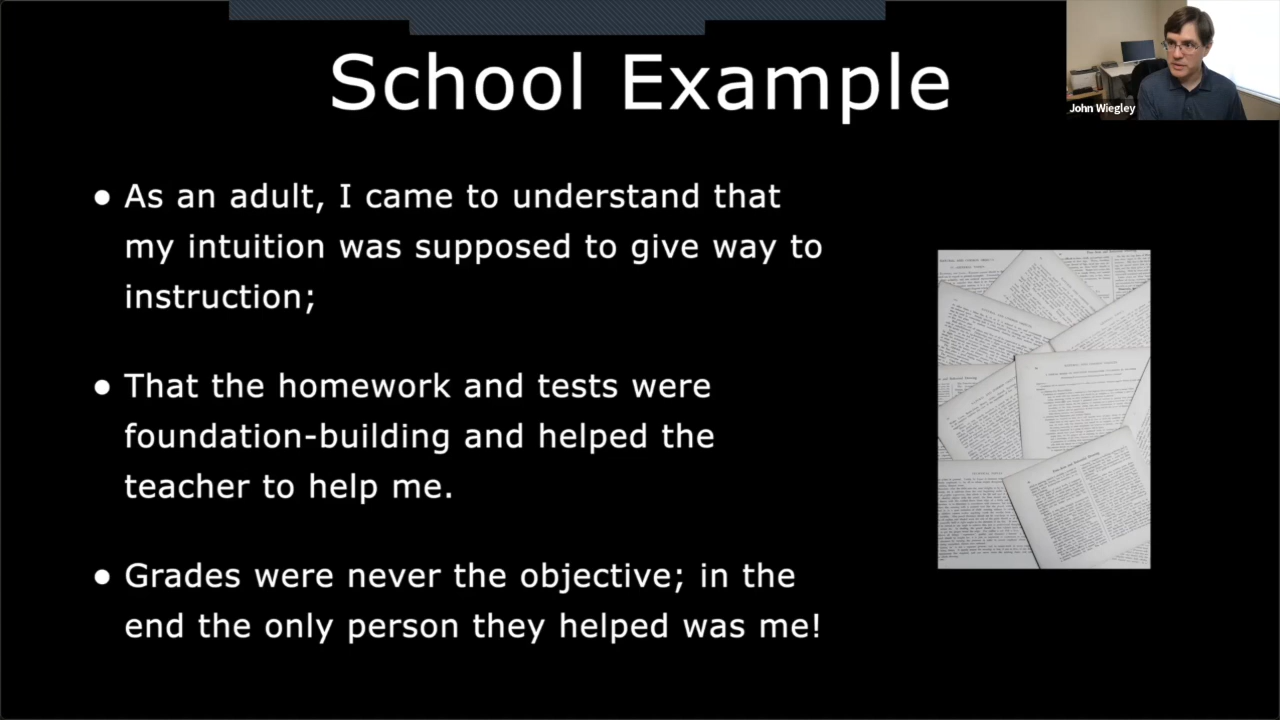 School Example
John Wiegley
● As an adult, I came to understand that
my intuition was supposed to give way to
instruction;
● That the homework and tests were
foundation-building and helped the
teacher to help me.
● Grades were never the objective; in the
end the only person they helped was me!